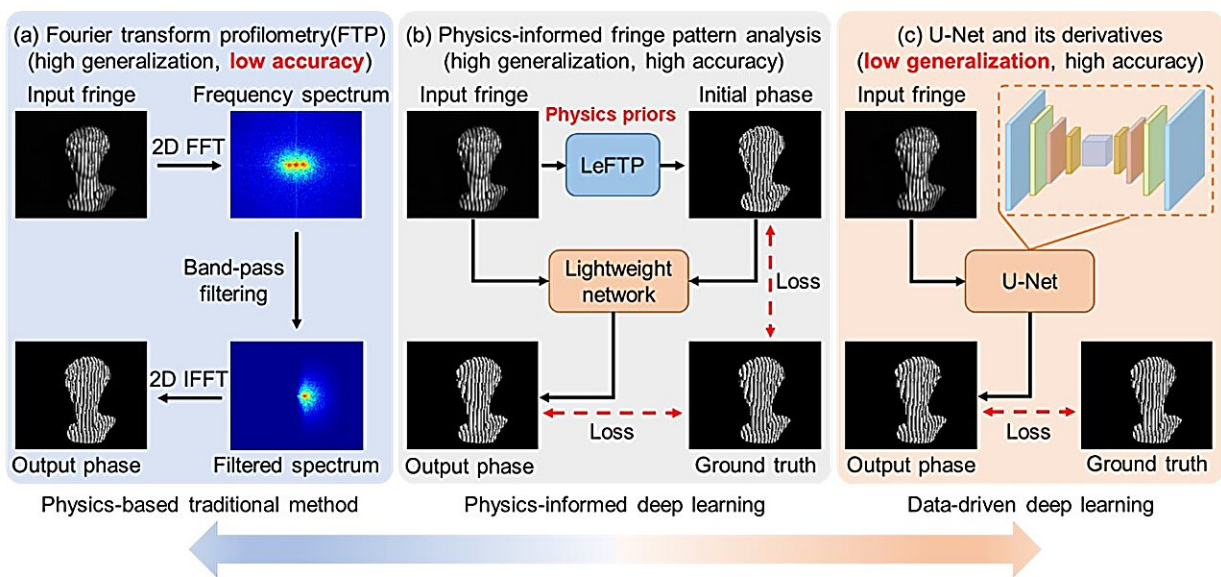 (a) Fourier transform profilometry(FTP)
(high generalization, low accuracy)
Input fringe
Frequency spectrum
2D FFT
Band-pass
filtering
2D IFFT
Output phase
Filtered spectrum
Physics-based traditional method
(b) Physics-informed fringe pattern analysis
(high generalization, high accuracy)
Input fringe
Physics priors
Initial phase
LeFTP
Lightweight
network
Loss
Loss
Output phase
Ground truth
Physics-informed deep learning
(c) U-Net and its derivatives
(low generalization, high accuracy)
Input fringe
U-Net
Loss
Output phase
Ground truth
Data-driven deep learning